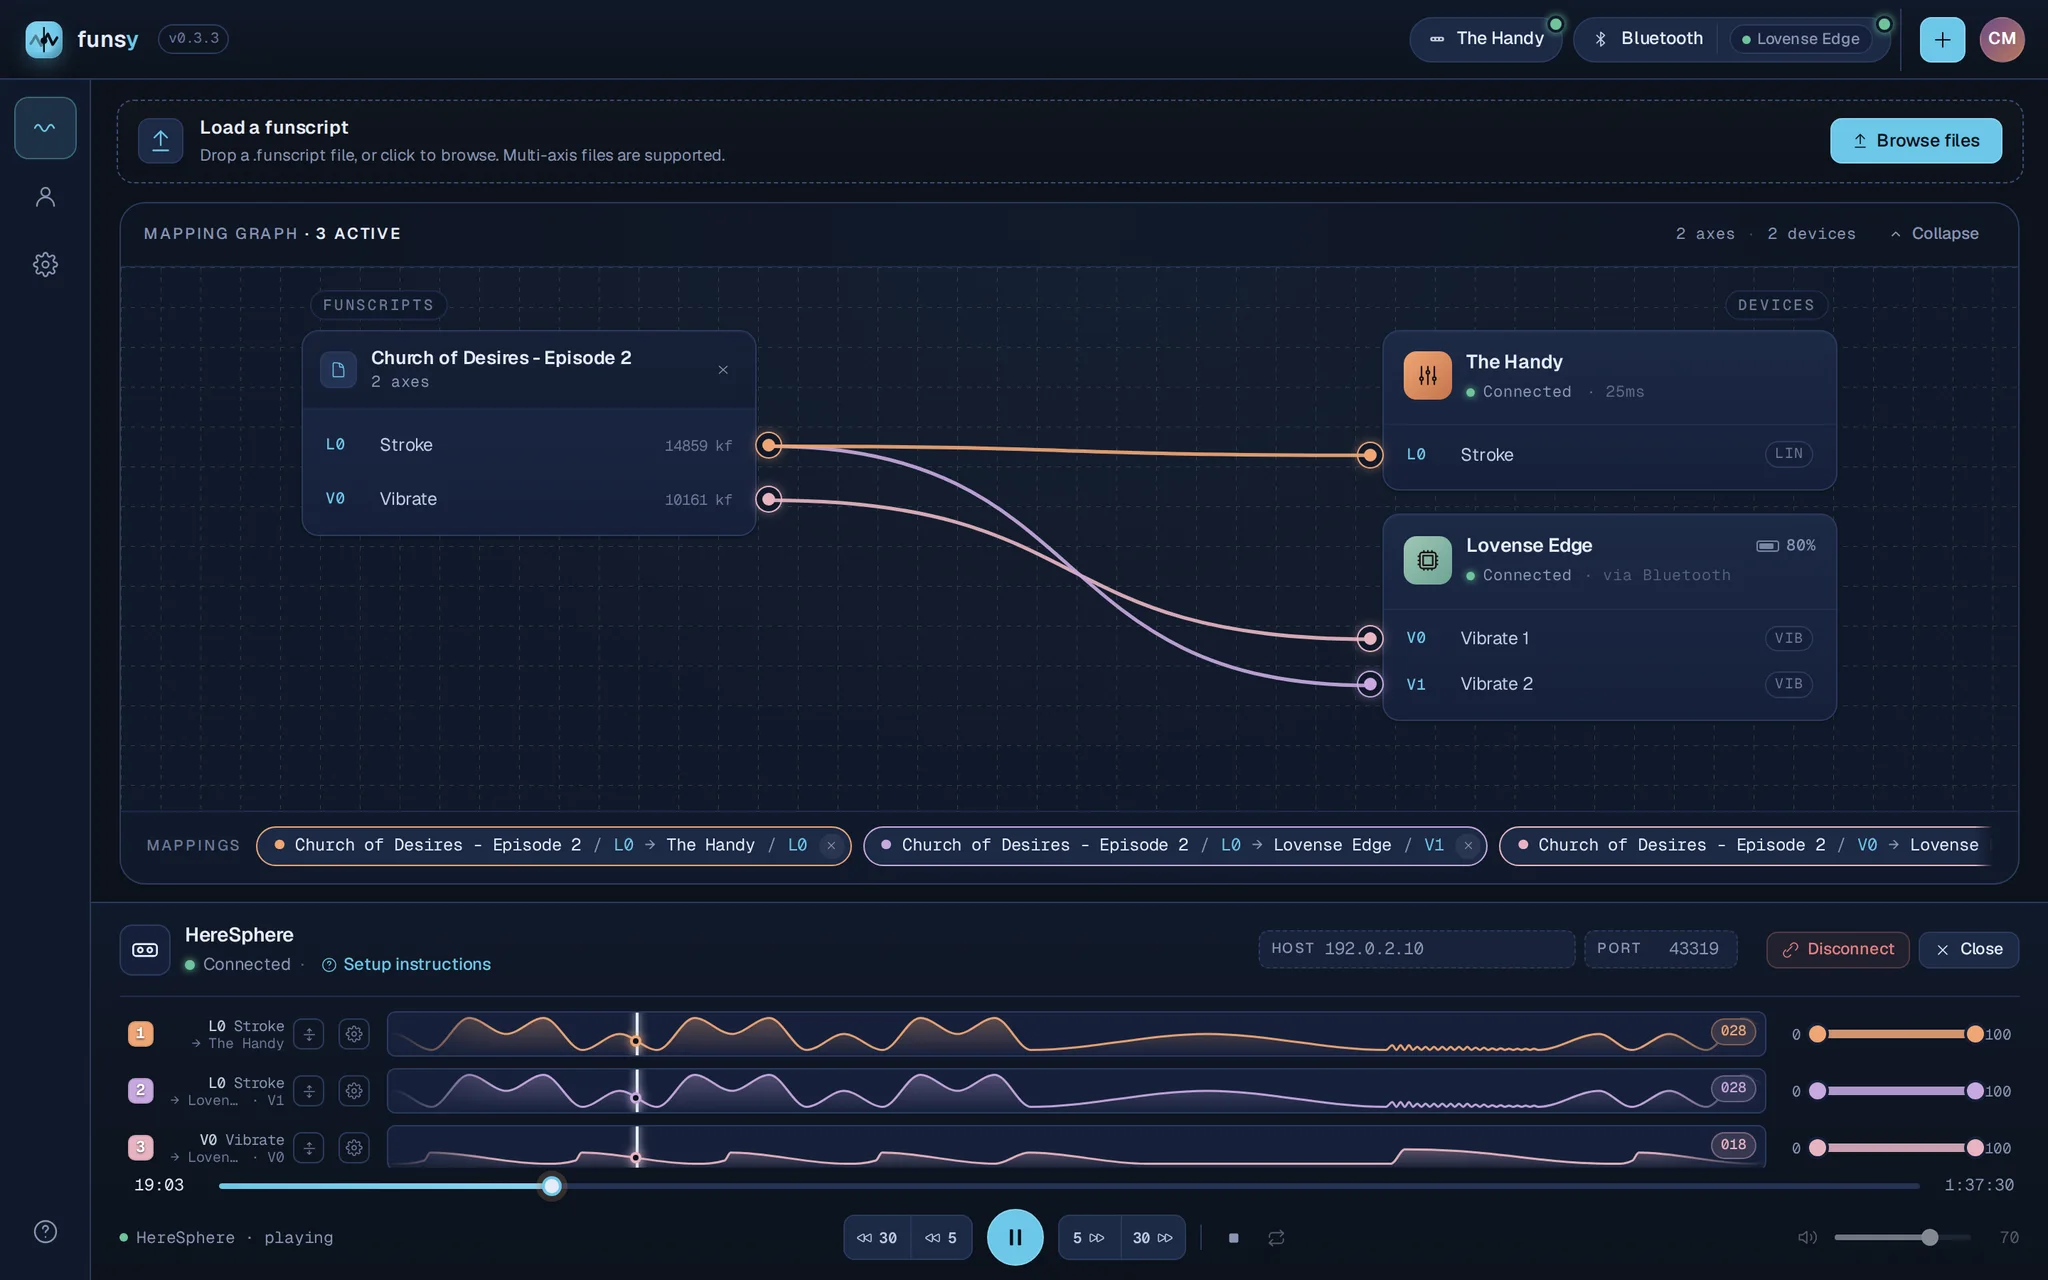 funsy v0.3.3
The Handy
Bluetooth
Lovense Edge
CM
Load a funscript
Drop a .funscript file, or click to browse. Multi-axis files are supported.
Browse files
MAPPING GRAPH · 3 ACTIVE
2 axes · 2 devices
Collapse
FUNSCRIPTS
DEVICES
Church of Desires - Episode 2
2 axes
L0 Stroke 14859 kf
V0 Vibrate 10161 kf
The Handy
Connected · 25ms
L0 Stroke LIN
Lovense Edge 80%
Connected · via Bluetooth
V0 Vibrate 1 VIB
V1 Vibrate 2 VIB
MAPPINGS
Church of Desires - Episode 2 / L0 → The Handy / L0
Church of Desires - Episode 2 / L0 → Lovense Edge / V1
Church of Desires - Episode 2 / V0 → Lovense
HereSphere
Connected · Setup instructions
HOST 192.0.2.10
PORT 43319
Disconnect
Close
1 L0 Stroke
→ The Handy
028
0 100
2 L0 Stroke
→ Loven… · V1
028
0 100
3 V0 Vibrate
→ Loven… · V0
018
0 100
19:03 1:37:30
HereSphere · playing
30 5 5 30
70